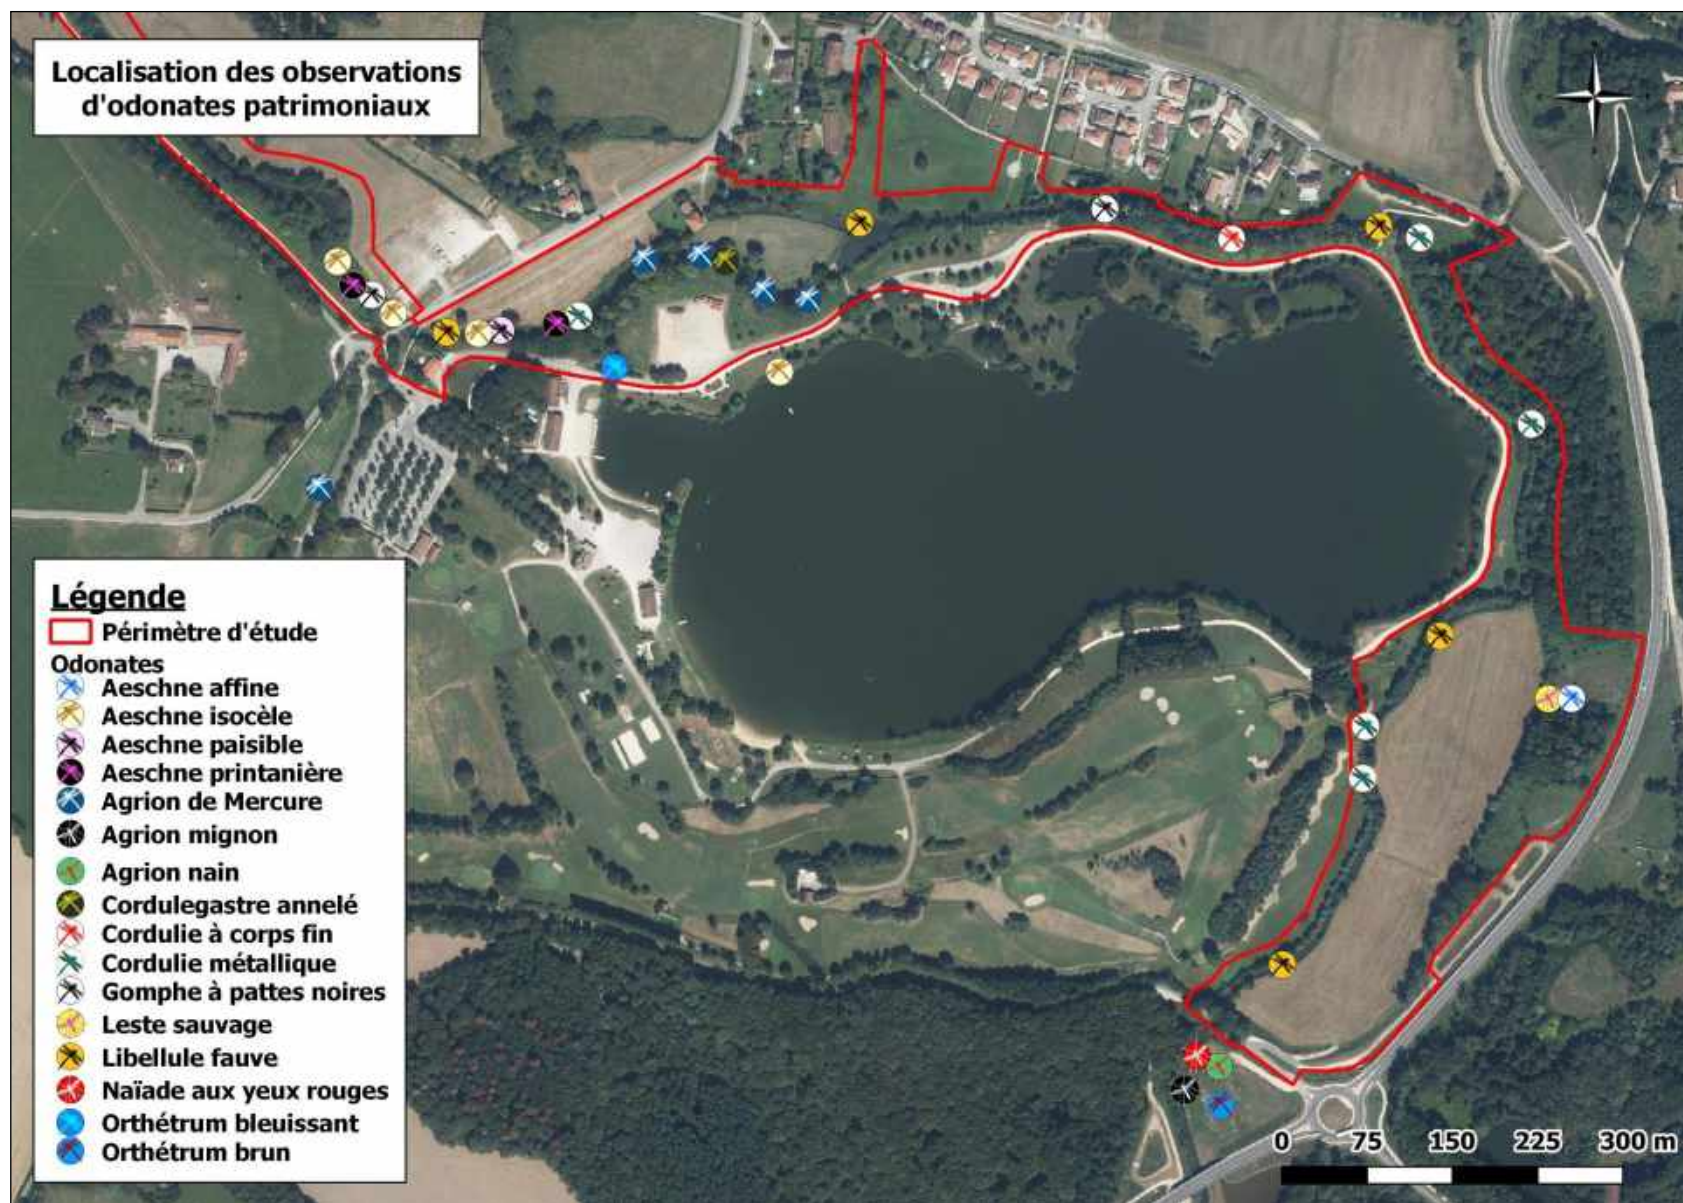 Localisation des observations
d'odonates patrimoniaux
Légende
Périmètre d'étude
Odonates
Aeschne affine
Aeschne isocèle
Aeschne paisible
Aeschne printanière
Agrion de Mercure
Agrion mignon
Agrion nain
Cordulegastre annelé
Cordulie à corps fin
Cordulie métallique
Gomphe à pattes noires
Leste sauvage
Libellule fauve
Naïade aux yeux rouges
Orthétrum bleuissant
Orthétrum brun
0 75 150 225 300 m